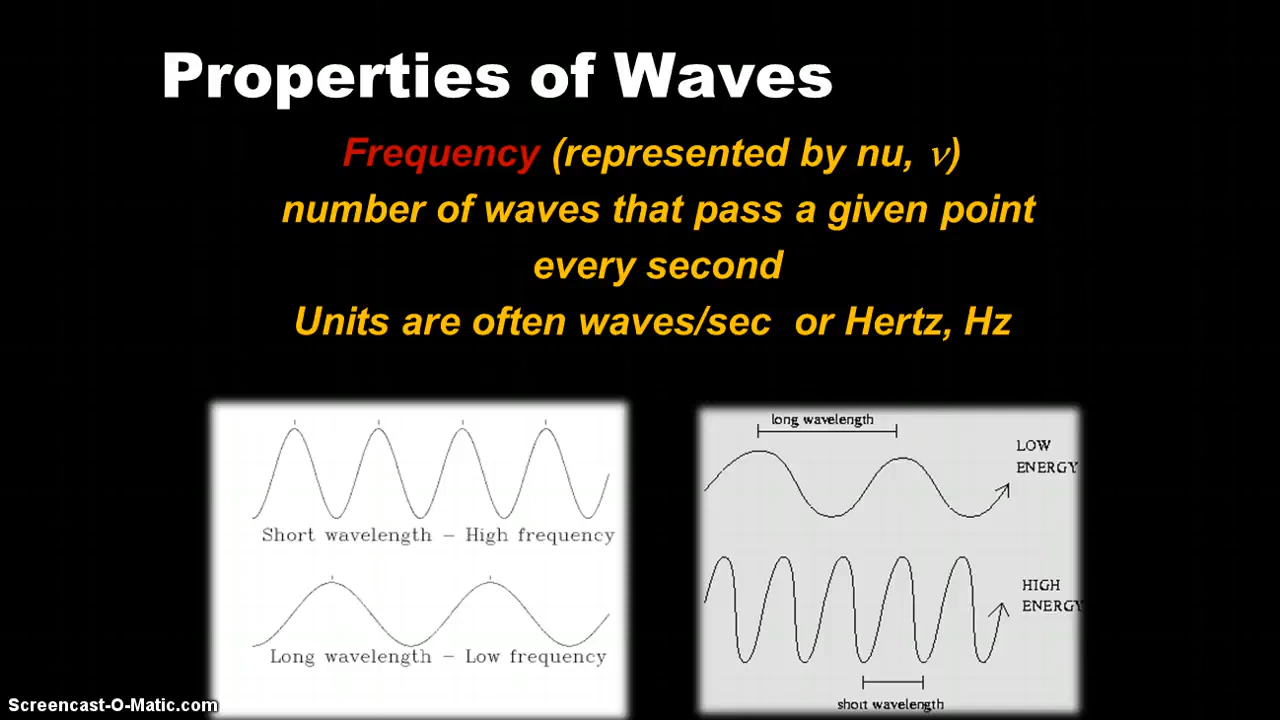 Properties of Waves
Frequency (represented by nu, ν)
number of waves that pass a given point
every second
Units are often waves/sec or Hertz, Hz
Short wavelength – High frequency
Long wavelength – Low frequency
long wavelength
LOW
ENERGY
HIGH
ENERGY
short wavelength
Screencast-O-Matic.com